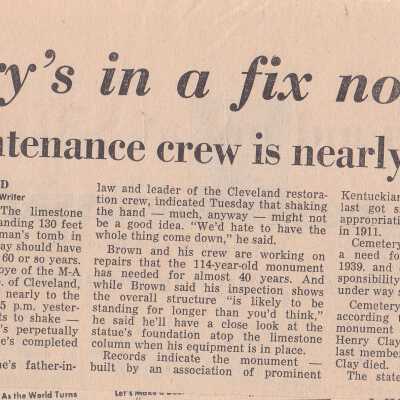 ry's in a fix no
ntenance crew is nearly
D
Writer
The limestone
anding 130 feet
man's tomb in
ay should have
60 or 80 years.
oye of the M-A
o. of Cleveland,
nearly to the
5 p.m. yester-
ts to shake —
's perpetually
he's completed
e's father-in-
As the World Turns
law and leader of the Cleveland restora-
tion crew, indicated Tuesday that shaking
the hand — much, anyway — might not
be a good idea. "We'd hate to have the
whole thing come down," he said.
Brown and his crew are working on
repairs that the 114-year-old monument
has needed for almost 40 years. And
while Brown said his inspection shows
the overall structure "is likely to be
standing for longer than you'd think,"
he said he'll have a close look at the
statue's foundation atop the limestone
column when his equipment is in place.
Records indicate the monument —
built by an association of prominent
Let's Make a
Kentuckian
last got si
appropriatio
in 1911.
Cemetery
a need fo
1939, and
sponsibility
under way s
Cemetery
according t
monument
Henry Clay
last membe
Clay died.
The state